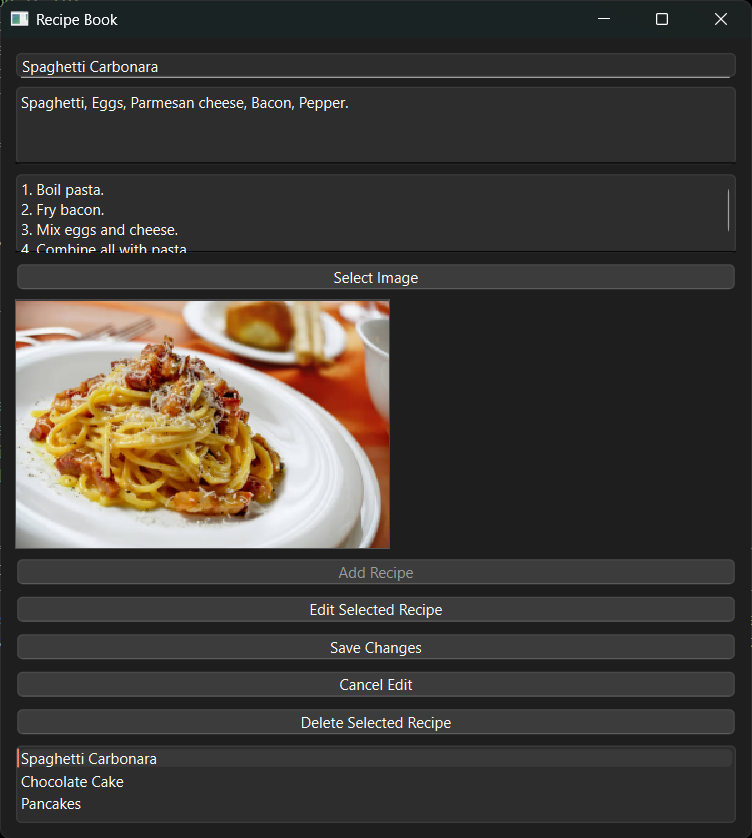 Recipe Book
Spaghetti Carbonara
Spaghetti, Eggs, Parmesan cheese, Bacon, Pepper.
1. Boil pasta.
2. Fry bacon.
3. Mix eggs and cheese.
4. Combine all with pasta
Select Image
Add Recipe
Edit Selected Recipe
Save Changes
Cancel Edit
Delete Selected Recipe
Spaghetti Carbonara
Chocolate Cake
Pancakes